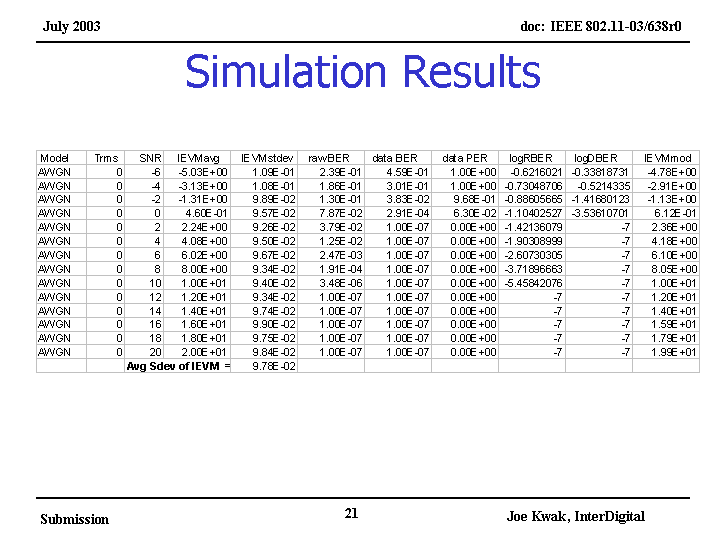 July 2003 doc: IEEE 802.11-03/638r0
Simulation Results
Model Trms SNR IEVMavg IEVMstdev rawBER data BER data PER logRBER logDBER IEVMmod
AWGN 0 -6 -5.03E+00 1.09E-01 2.39E-01 4.59E-01 1.00E+00 -0.6216021 -0.33818731 -4.78E+00
AWGN 0 -4 -3.13E+00 1.08E-01 1.86E-01 3.01E-01 1.00E+00 -0.73048706 -0.5214335 -2.91E+00
AWGN 0 -2 -1.31E+00 9.89E-02 1.30E-01 3.83E-02 9.68E-01 -0.88605665 -1.41680123 -1.13E+00
AWGN 0 0 4.60E-01 9.57E-02 7.87E-02 2.91E-04 6.30E-02 -1.10402527 -3.53610701 6.12E-01
AWGN 0 2 2.24E+00 9.26E-02 3.79E-02 1.00E-07 0.00E+00 -1.42136079 -7 2.36E+00
AWGN 0 4 4.08E+00 9.50E-02 1.25E-02 1.00E-07 0.00E+00 -1.90308999 -7 4.18E+00
AWGN 0 6 6.02E+00 9.67E-02 2.47E-03 1.00E-07 0.00E+00 -2.60730305 -7 6.10E+00
AWGN 0 8 8.00E+00 9.34E-02 1.91E-04 1.00E-07 0.00E+00 -3.71896663 -7 8.05E+00
AWGN 0 10 1.00E+01 9.40E-02 3.48E-06 1.00E-07 0.00E+00 -5.45842076 -7 1.00E+01
AWGN 0 12 1.20E+01 9.34E-02 1.00E-07 1.00E-07 0.00E+00 -7 -7 1.20E+01
AWGN 0 14 1.40E+01 9.74E-02 1.00E-07 1.00E-07 0.00E+00 -7 -7 1.40E+01
AWGN 0 16 1.60E+01 9.90E-02 1.00E-07 1.00E-07 0.00E+00 -7 -7 1.59E+01
AWGN 0 18 1.80E+01 9.75E-02 1.00E-07 1.00E-07 0.00E+00 -7 -7 1.79E+01
AWGN 0 20 2.00E+01 9.84E-02 1.00E-07 1.00E-07 0.00E+00 -7 -7 1.99E+01
Avg Sdev of IEVM = 9.78E-02
Submission 21 Joe Kwak, InterDigital